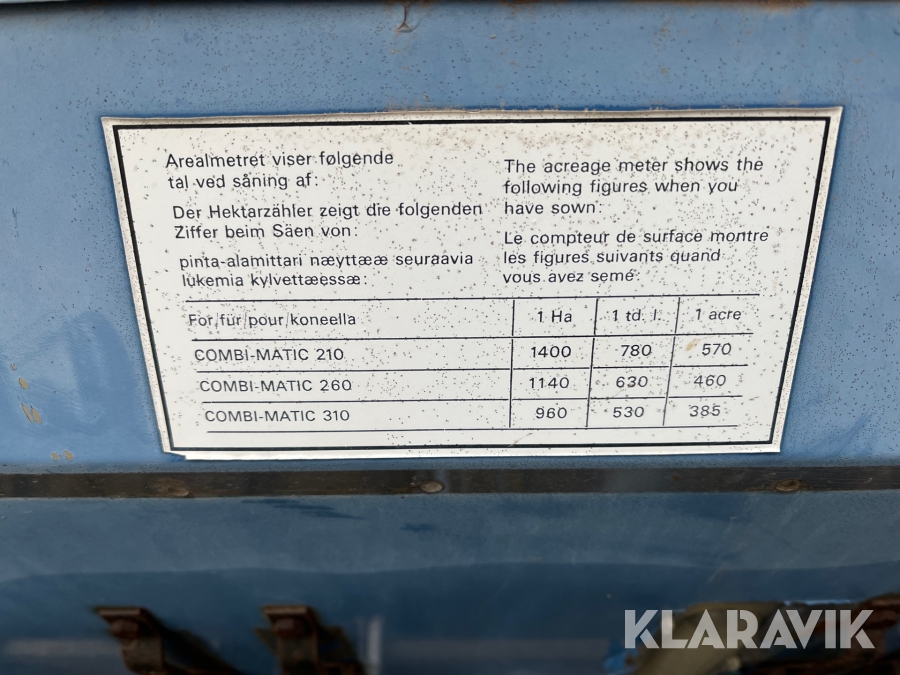 Arealmetret viser følgende
tal ved såning af:
Der Hektarzähler zeigt die folgenden
Ziffer beim Säen von:
pinta-alamittari næyttææ seuraavia
lukemia kylvettæessæ:
The acreage meter shows the
following figures when you
have sown:
Le compteur de surface montre
les figures suivants quand
vous avez semé:
For/für/pour/koneella 1 Ha 1 td. l. 1 acre
COMBI-MATIC 210 1400 780 570
COMBI-MATIC 260 1140 630 460
COMBI-MATIC 310 960 530 385
KLARAVIK